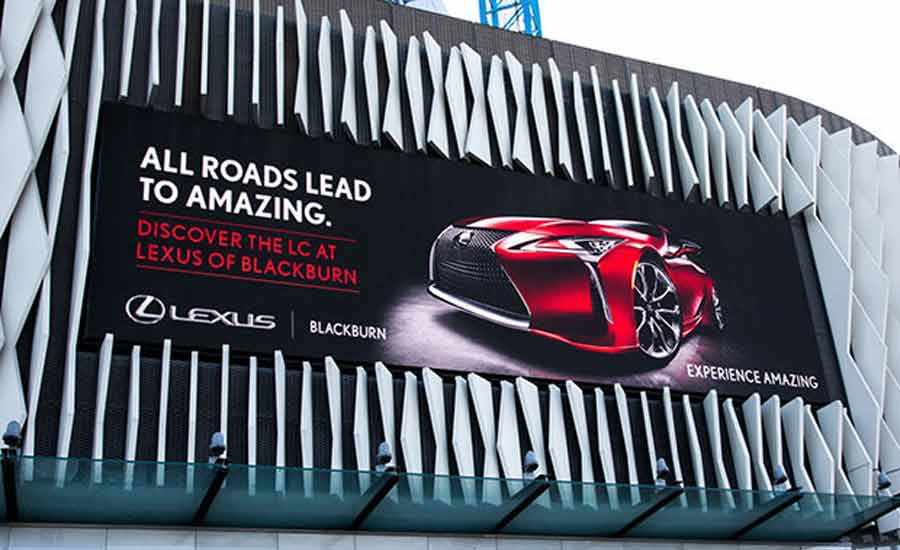 ALL ROADS LEAD
TO AMAZING.
DISCOVER THE LC AT
LEXUS OF BLACKBURN
LEXUS
BLACKBURN
EXPERIENCE AMAZING